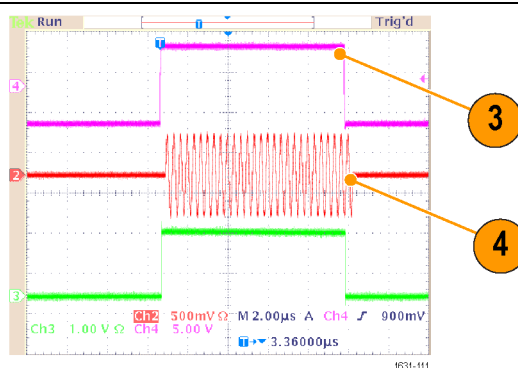 Run Trig'd
T
T
4
3
2
4
3
Ch2 500mV Ω M 2.00µs A Ch4 ƒ 900mV
Ch3 1.00 V Ω Ch4 5.00 V
T→▼ 3.36000µs
1631-111